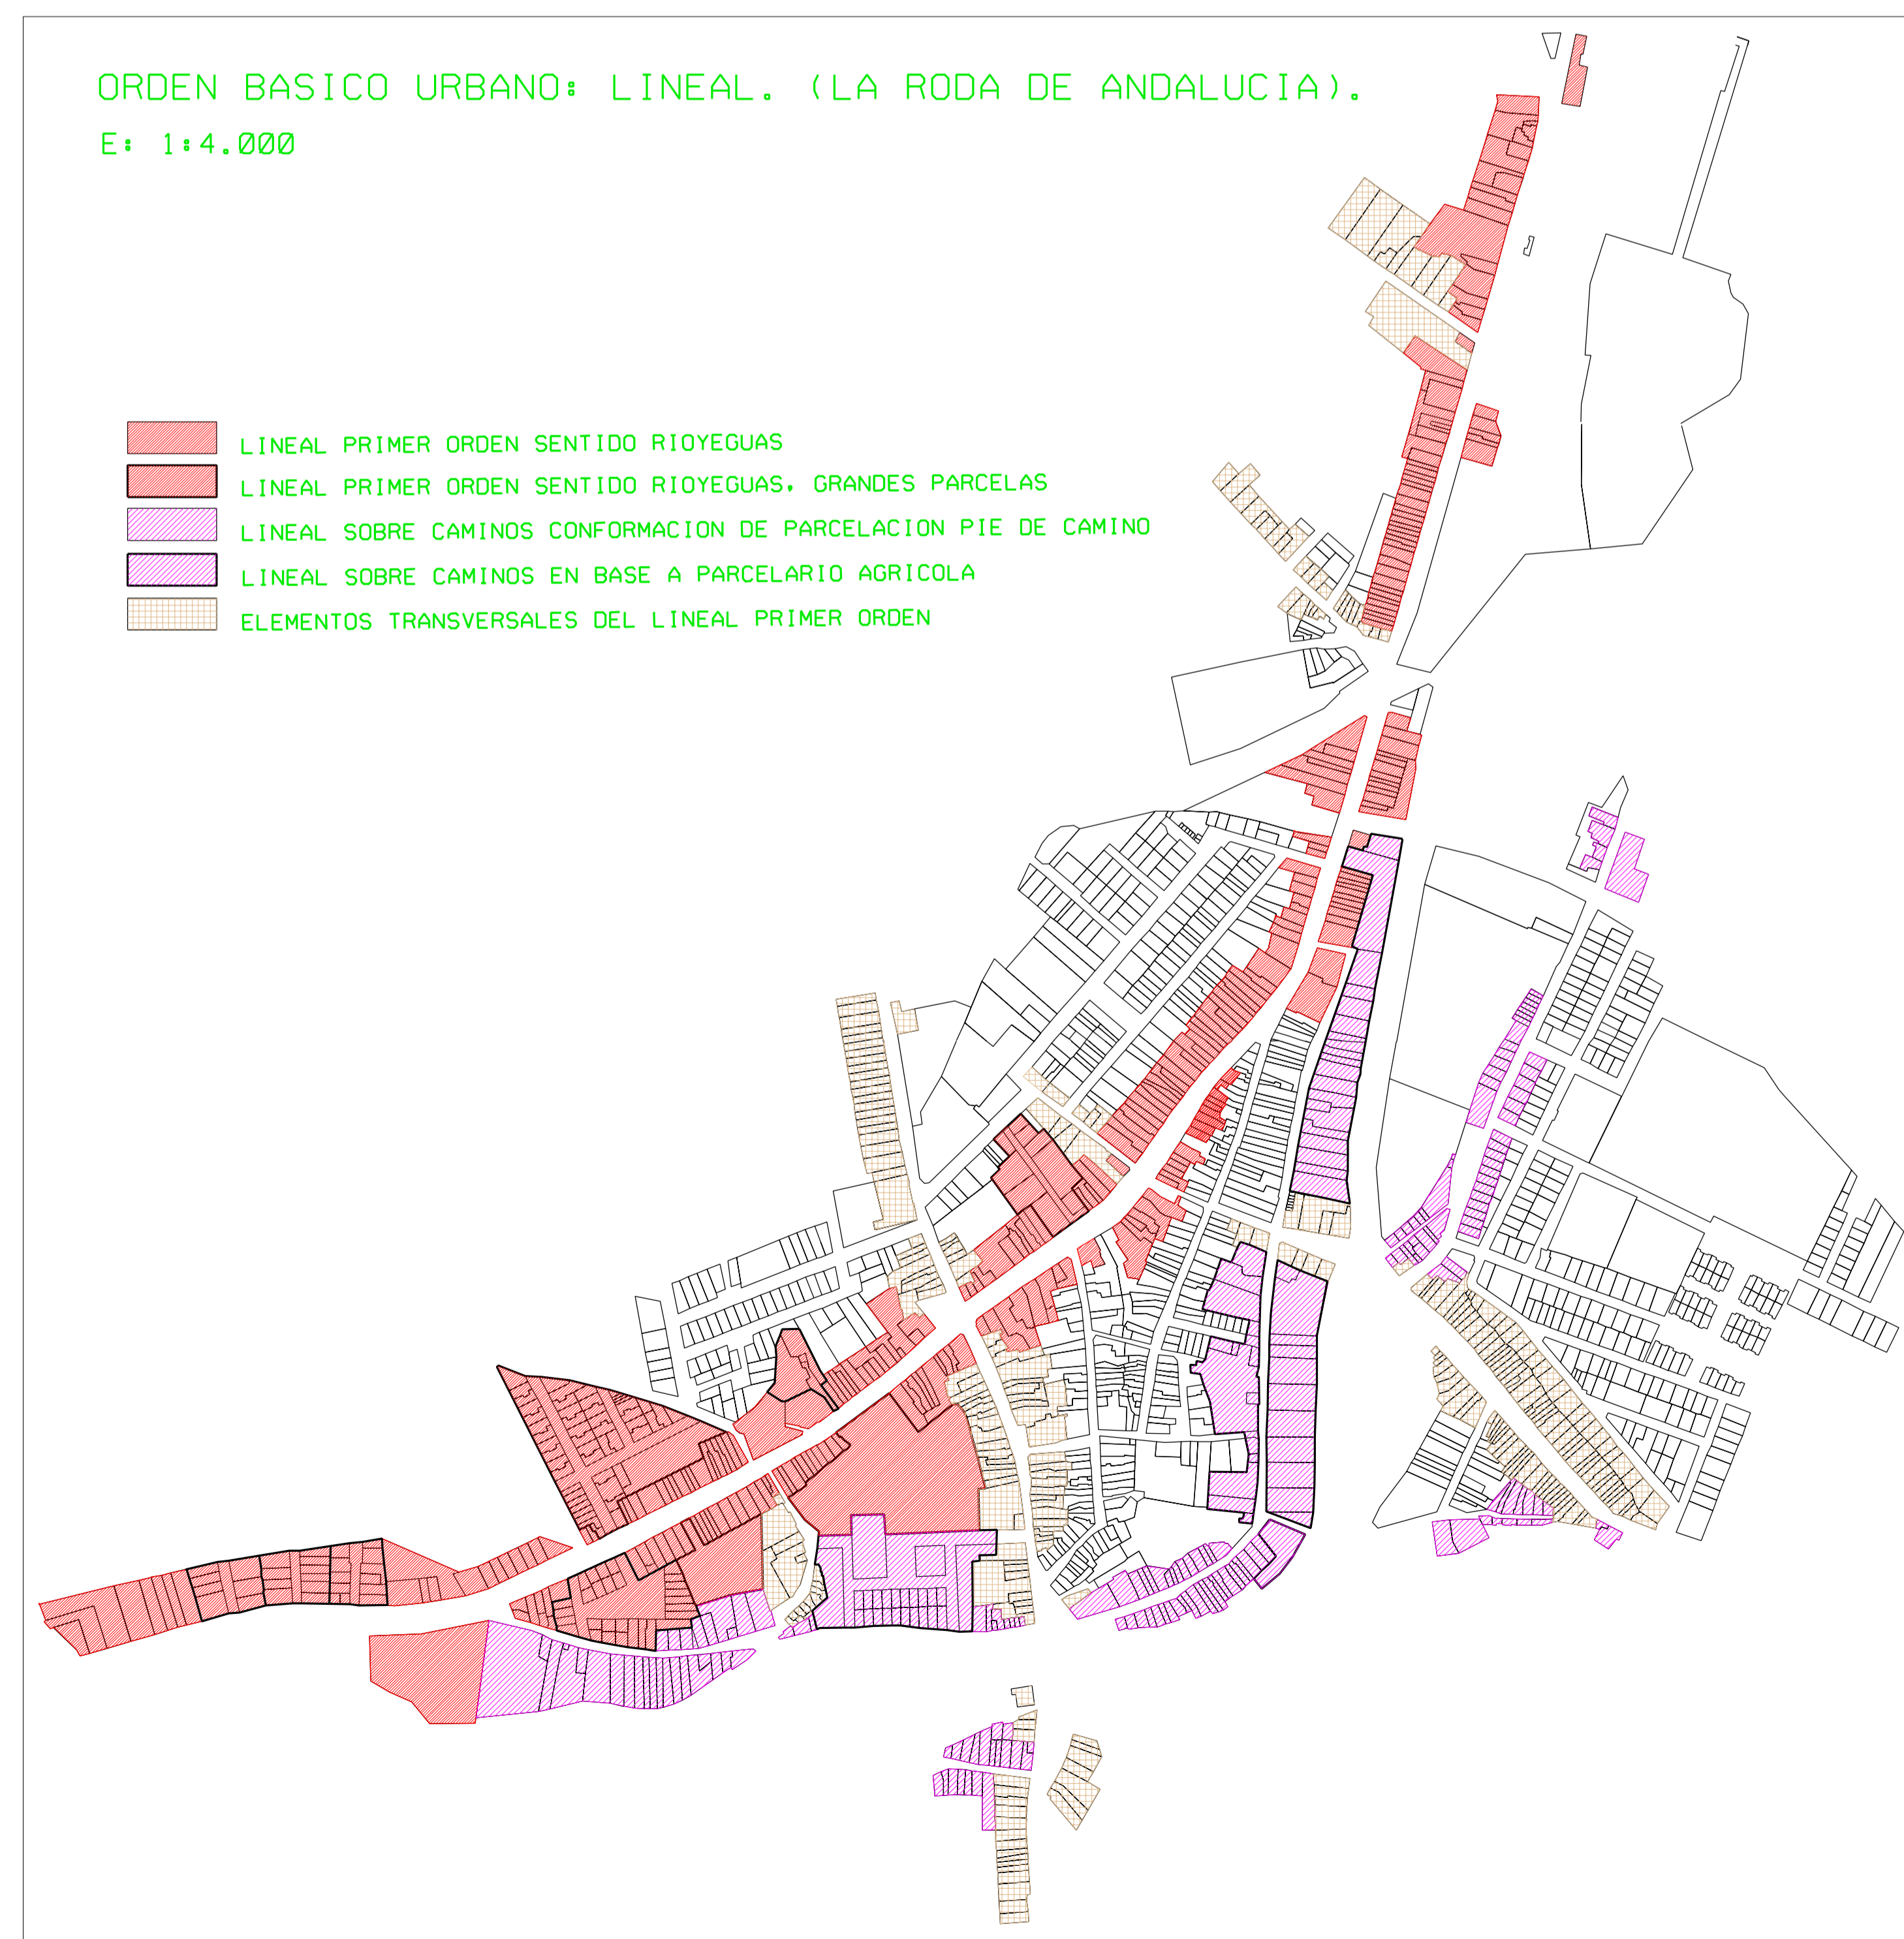 ORDEN BASICO URBANO: LINEAL. (LA RODA DE ANDALUCIA).
E: 1:4.000
LINEAL PRIMER ORDEN SENTIDO RIOYEGUAS
LINEAL PRIMER ORDEN SENTIDO RIOYEGUAS, GRANDES PARCELAS
LINEAL SOBRE CAMINOS CONFORMACION DE PARCELACION PIE DE CAMINO
LINEAL SOBRE CAMINOS EN BASE A PARCELARIO AGRICOLA
ELEMENTOS TRANSVERSALES DEL LINEAL PRIMER ORDEN